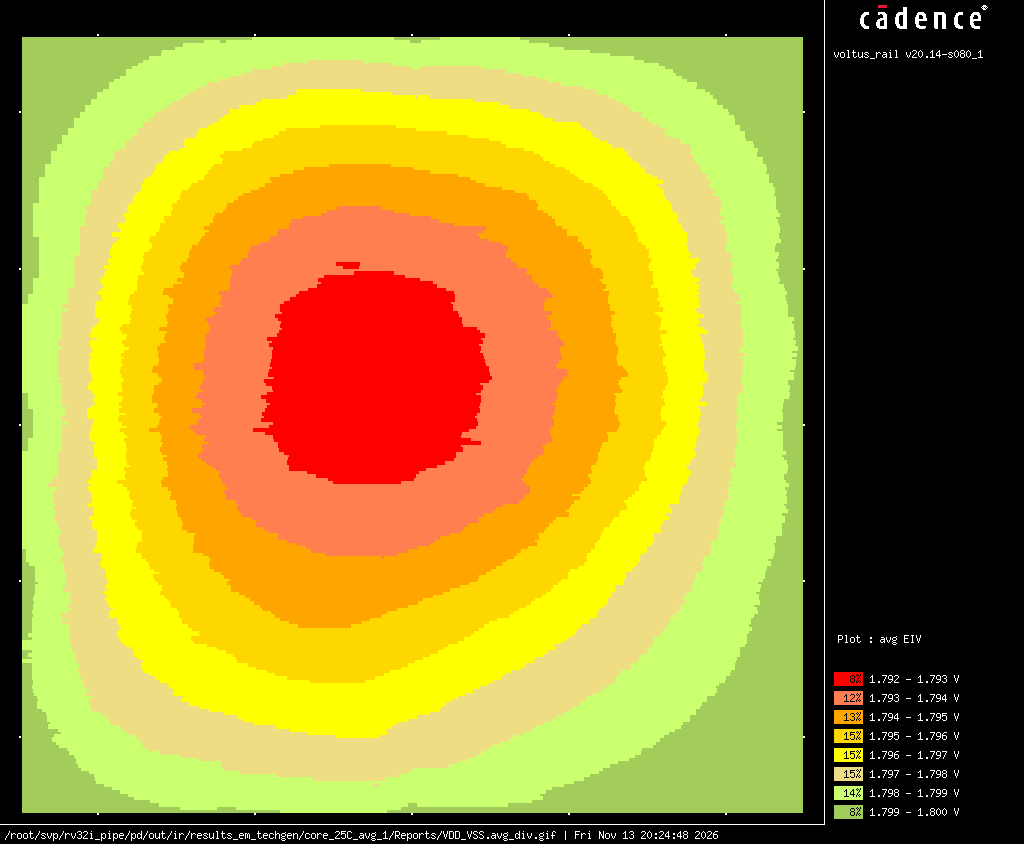 cādence®
voltus_rail v20.14-s080_1
Plot : avg EIV
8% 1.792 - 1.793 V
12% 1.793 - 1.794 V
13% 1.794 - 1.795 V
15% 1.795 - 1.796 V
15% 1.796 - 1.797 V
15% 1.797 - 1.798 V
14% 1.798 - 1.799 V
8% 1.799 - 1.800 V
/root/svp/rv32i_pipe/pd/out/ir/results_em_techgen/core_25C_avg_1/Reports/VDD_VSS.avg_div.gif | Fri Nov 13 20:24:48 2026